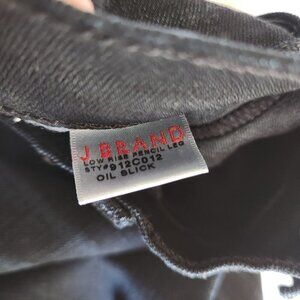 J BRAND
LOW RISE PENCIL LEG
STY#912C012
OIL SLICK